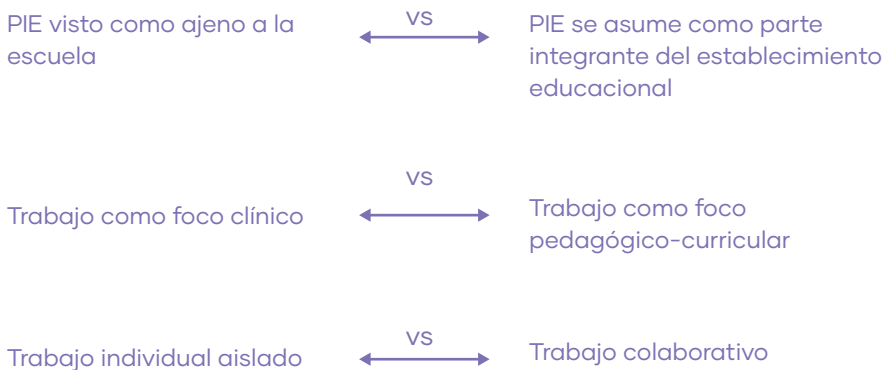 PIE visto como ajeno a la
escuela
vs
PIE se asume como parte
integrante del establecimiento
educacional
Trabajo como foco clínico
vs
Trabajo como foco
pedagógico-curricular
Trabajo individual aislado
vs
Trabajo colaborativo